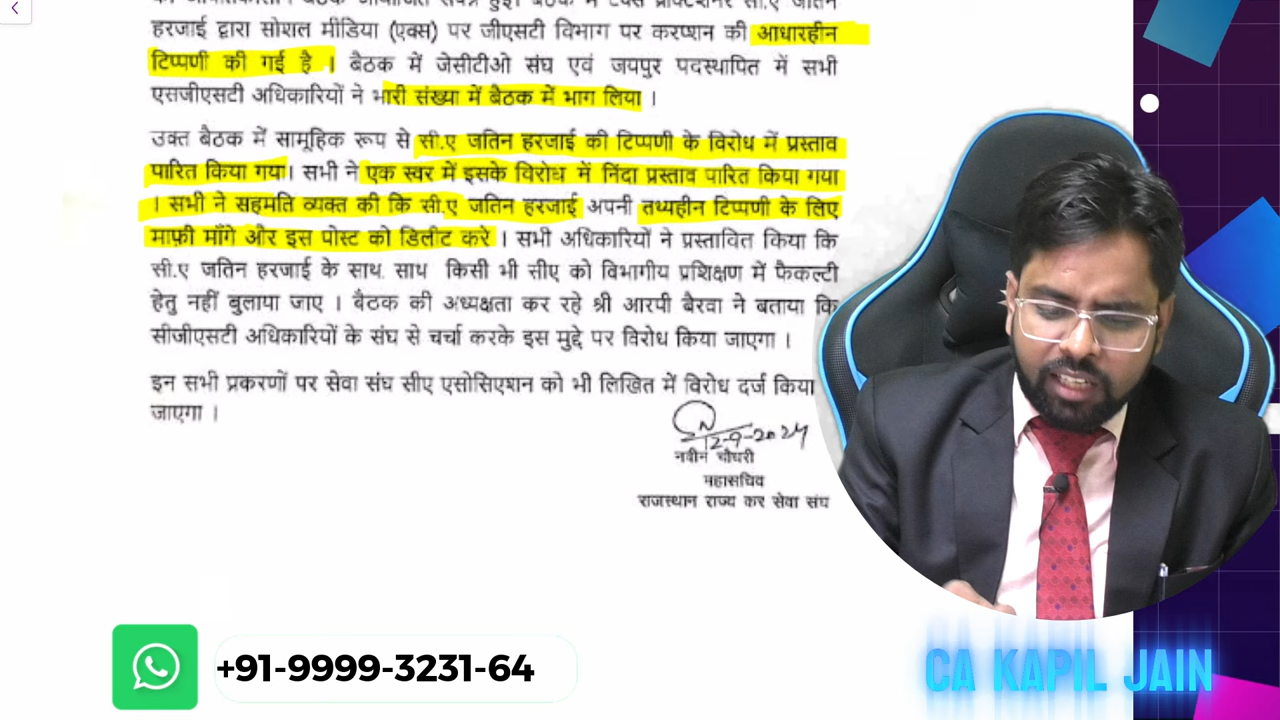 हरजाई द्वारा सोशल मीडिया (एक्स) पर जीएसटी विभाग पर करप्शन की आधारहीन
टिप्पणी की गई है । बैठक में जेसीटीओ संघ एवं जयपुर पदस्थापित में सभी
एसजीएसटी अधिकारियों ने भारी संख्या में बैठक में भाग लिया ।
उक्त बैठक में सामूहिक रूप से सी.ए जतिन हरजाई की टिप्पणी के विरोध में प्रस्ताव
पारित किया गया। सभी ने एक स्वर में इसके विरोध में निंदा प्रस्ताव पारित किया गया
। सभी ने सहमति व्यक्त की कि सी.ए जतिन हरजाई अपनी तथ्यहीन टिप्पणी के लिए
माफ़ी माँगे और इस पोस्ट को डिलीट करे । सभी अधिकारियों ने प्रस्तावित किया कि
सी.ए जतिन हरजाई के साथ. साथ किसी भी सीए को विभागीय प्रशिक्षण में फैकल्टी
हेतु नहीं बुलाया जाए । बैठक की अध्यक्षता कर रहे श्री आरपी बैरवा ने बताया कि
सीजीएसटी अधिकारियों के संघ से चर्चा करके इस मुद्दे पर विरोध किया जाएगा ।
इन सभी प्रकरणों पर सेवा संघ सीए एसोसिएशन को भी लिखित में विरोध दर्ज किया
जाएगा ।
12-9-2024
नवीन चौधरी
महासचिव
राजस्थान राज्य कर सेवा संघ
+91-9999-3231-64
CA KAPIL JAIN